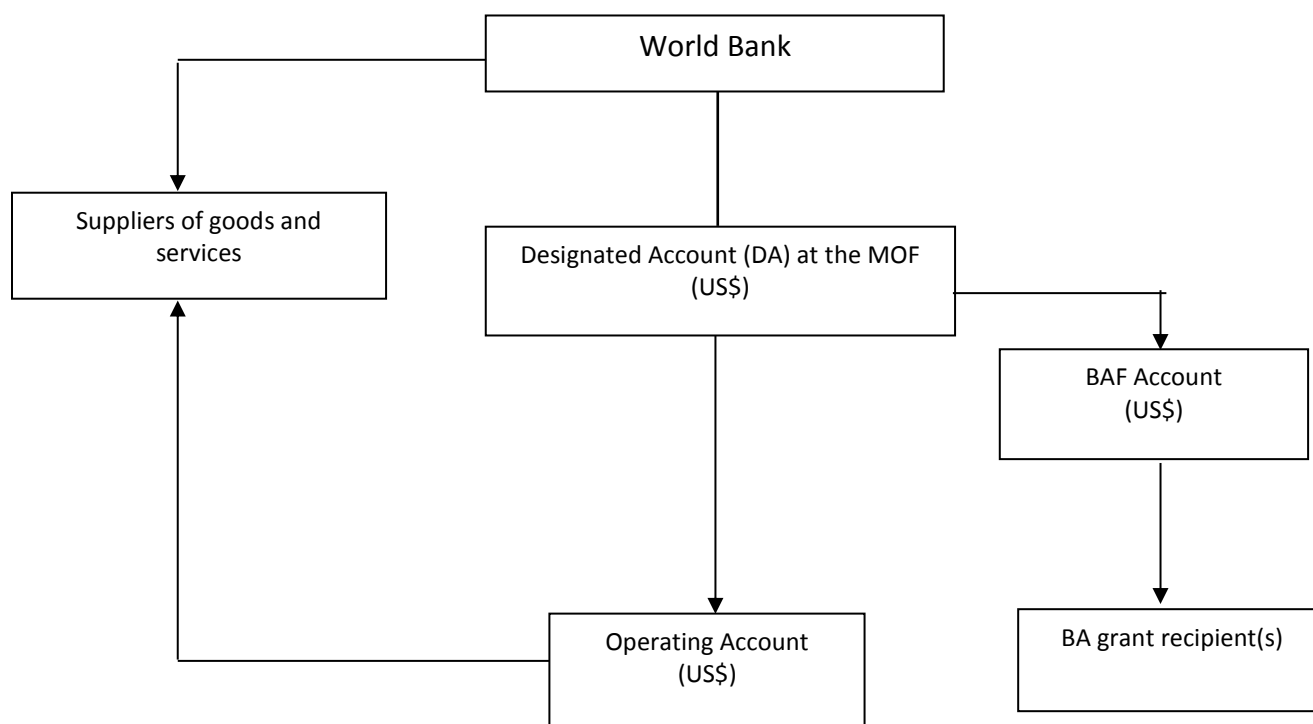 World Bank
Suppliers of goods and
services
Designated Account (DA) at the MOF
(US$)
BAF Account
(US$)
Operating Account
(US$)
BA grant recipient(s)